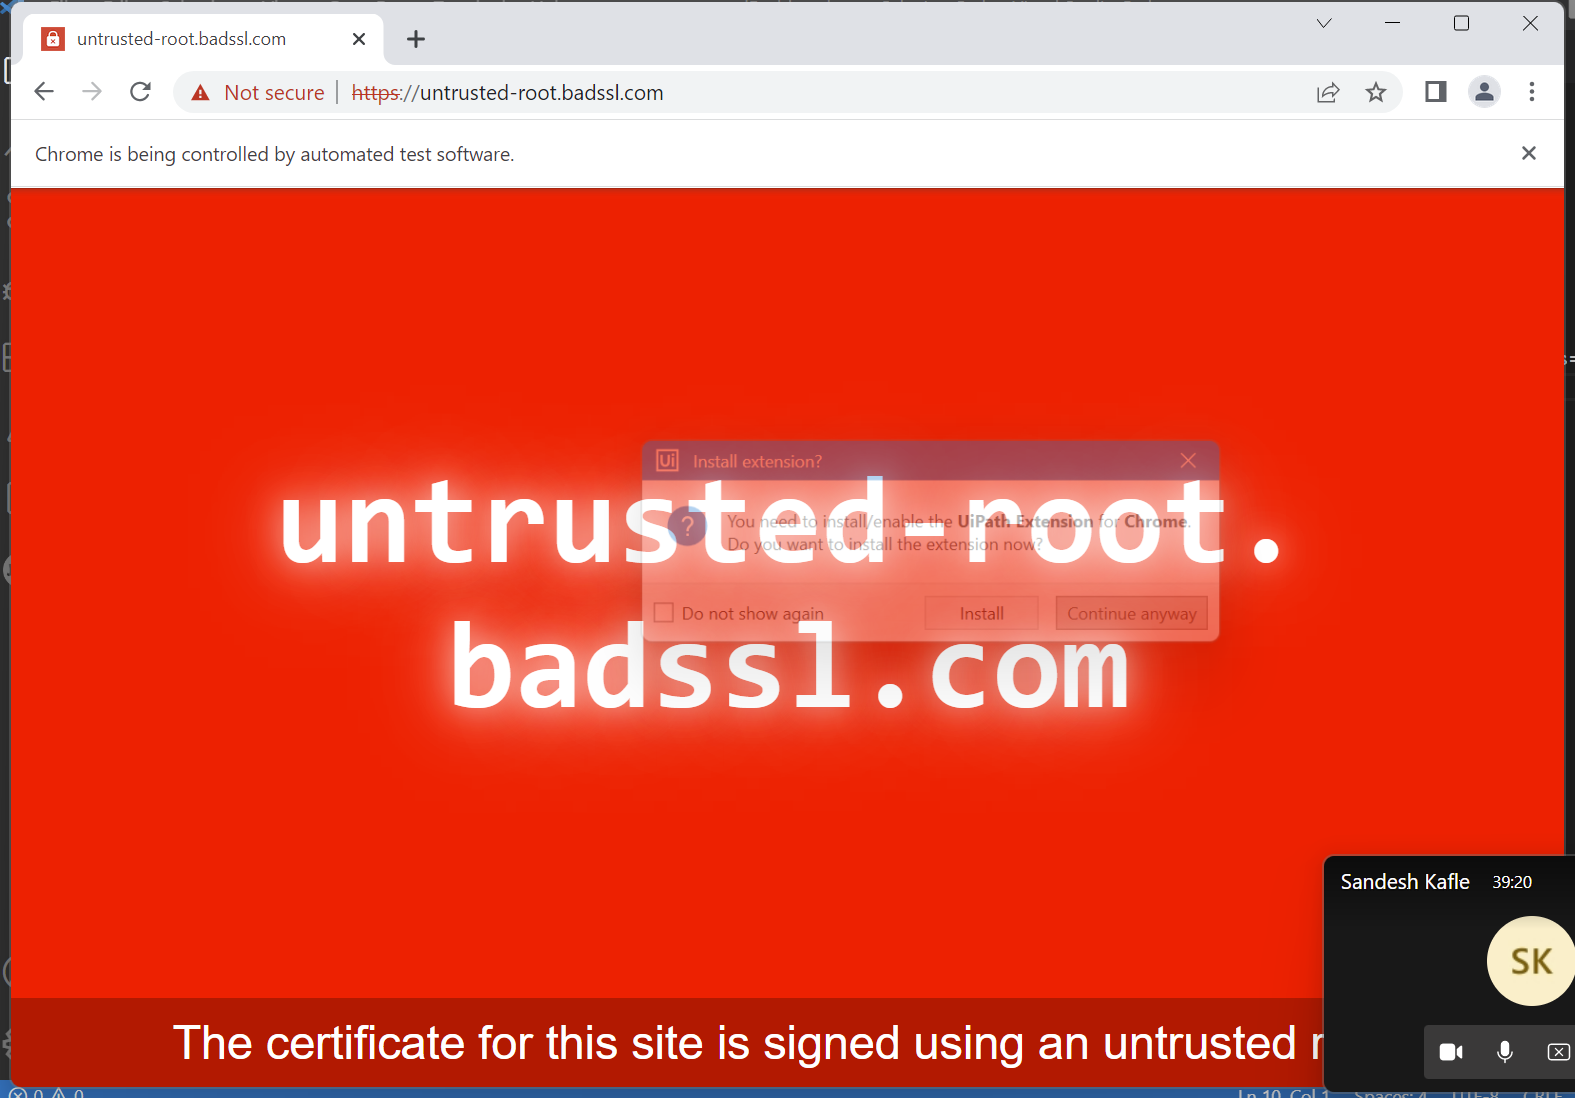 untrusted-root.badssl.com
Not secure
https://untrusted-root.badssl.com
Chrome is being controlled by automated test software.
Ui Install extension?
You need to install/enable the UiPath Extension for Chrome.
Do you want to install the extension now?
Do not show again
Install
Continue anyway
untrusted-root.
badssl.com
Sandesh Kafle 39:20
SK
The certificate for this site is signed using an untrusted
0 0
Ln 10, Col 1 Spaces: 4 UTF-8 CRLF